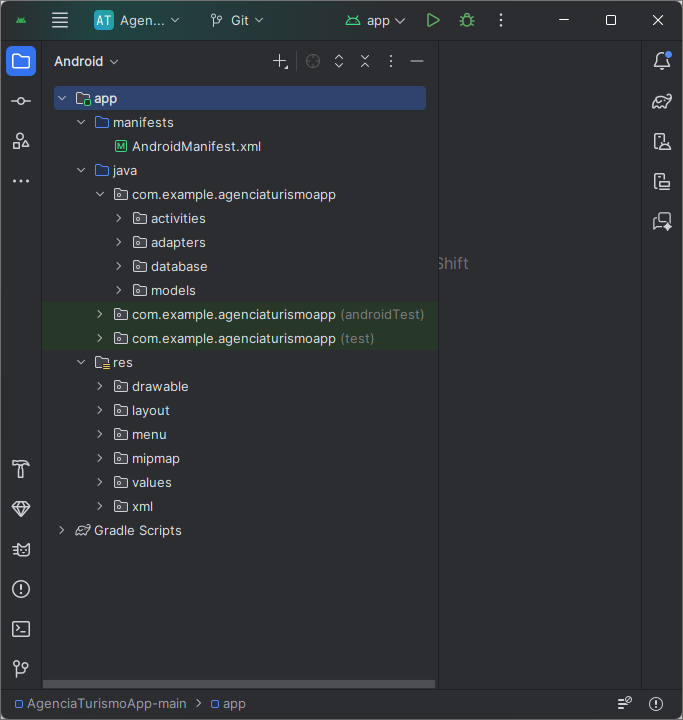 AT Agen... Git app
Android
app
manifests
M AndroidManifest.xml
java
com.example.agenciaturismoapp
activities
adapters
database
models
com.example.agenciaturismoapp (androidTest)
com.example.agenciaturismoapp (test)
res
drawable
layout
menu
mipmap
values
xml
Gradle Scripts
Shift
AgenciaTurismoApp-main > app